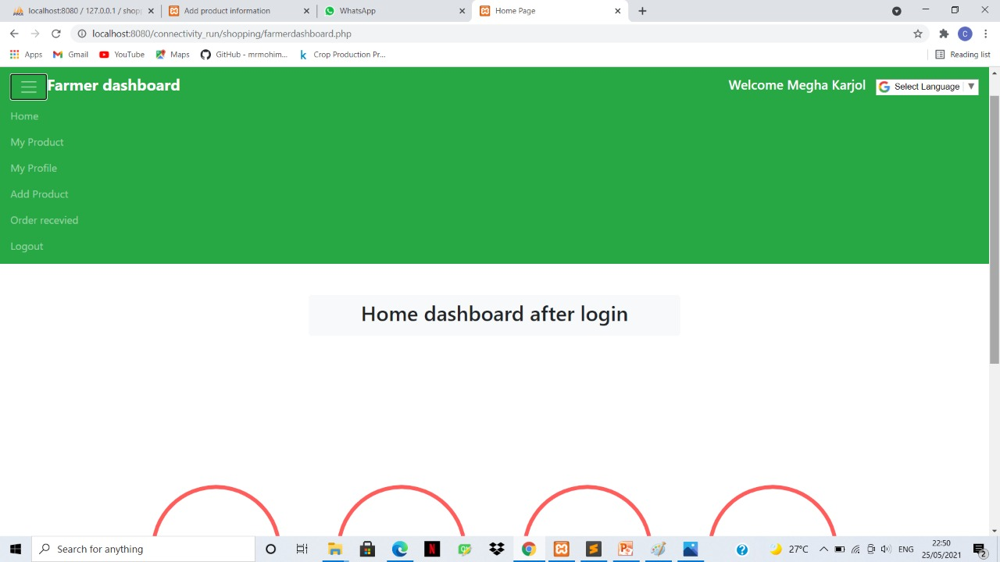 localhost:8080 / 127.0.0.1 / shop
Add product information
WhatsApp
Home Page
localhost:8080/connectivity_run/shopping/farmerdashboard.php
C
Apps
Gmail
YouTube
Maps
GitHub - mrmohim...
Crop Production Pr...
Reading list
Farmer dashboard
Welcome Megha Karjol
Select Language
Home
My Product
My Profile
Add Product
Order recevied
Logout
Home dashboard after login
Search for anything
27°C
ENG
22:50
25/05/2021
2